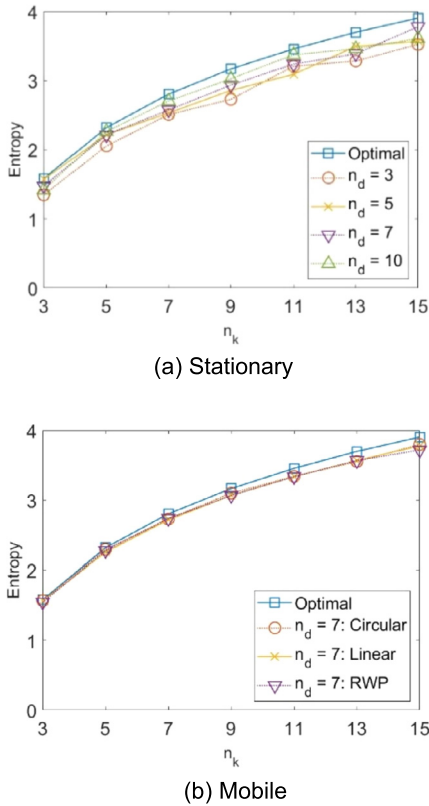 4
3
2
1
0
Entropy
3 5 7 9 11 13 15
n_k
Optimal
n_d = 3
n_d = 5
n_d = 7
n_d = 10
(a) Stationary
4
3
2
1
0
Entropy
3 5 7 9 11 13 15
n_k
Optimal
n_d = 7: Circular
n_d = 7: Linear
n_d = 7: RWP
(b) Mobile